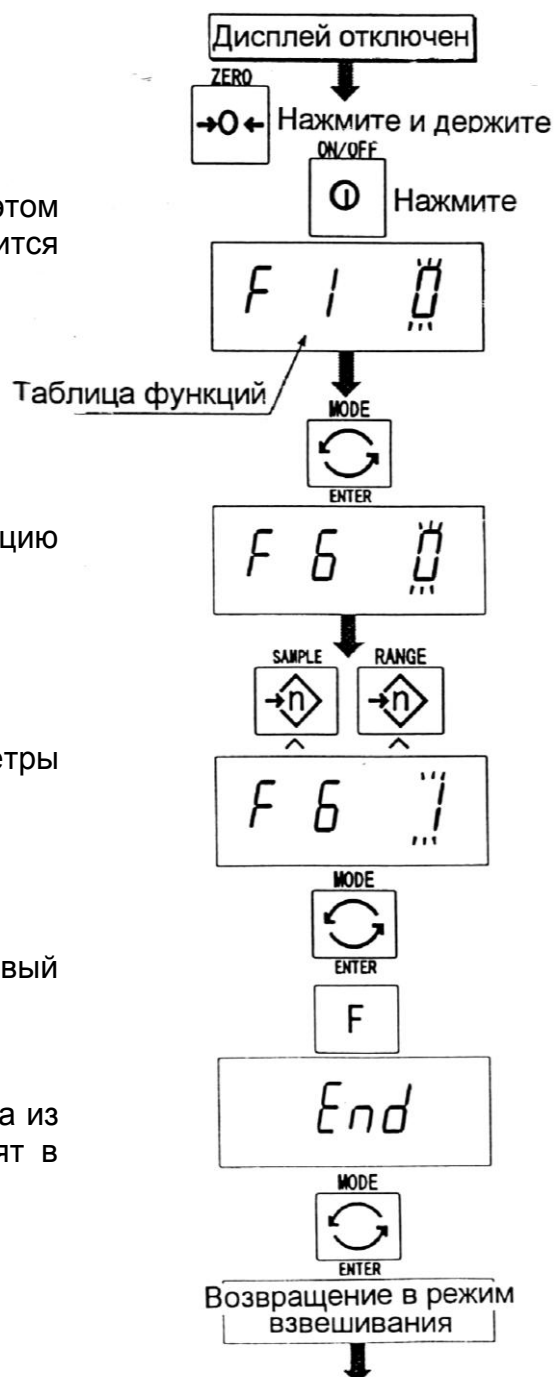 Дисплей отключен
ZERO
→0← Нажмите и держите
ON/OFF
Нажмите
этом
ится
F 1 0
Таблица функций
MODE
ENTER
цию
F 6 0
SAMPLE RANGE
→n →n
етры
F 6 1
MODE
ENTER
вый
F
а из
End
ят в
MODE
ENTER
Возвращение в режим
взвешивания